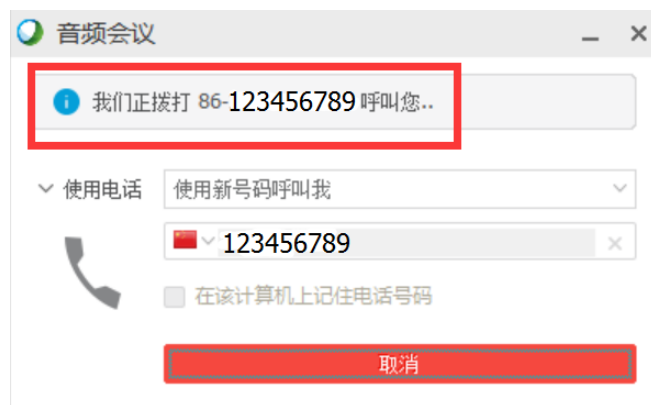 音频会议
我们正拨打 86-123456789 呼叫您..
使用电话 使用新号码呼叫我
123456789
在该计算机上记住电话号码
取消